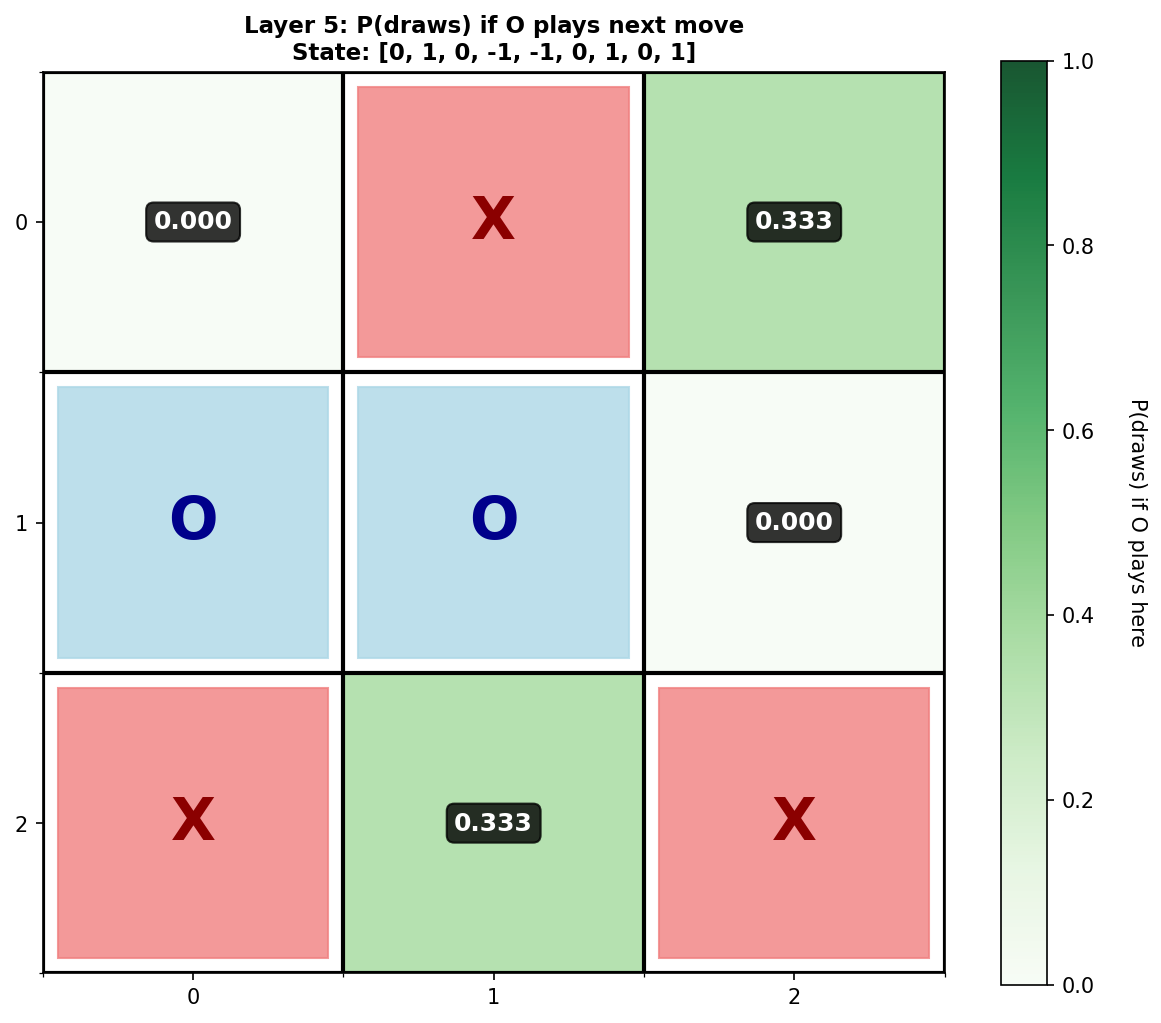 Layer 5: P(draws) if O plays next move
State: [0, 1, 0, -1, -1, 0, 1, 0, 1]
0.000
X
0.333
O
O
0.000
X
0.333
X
0
1
2
0
1
2
1.0
0.8
0.6
0.4
0.2
0.0
P(draws) if O plays here